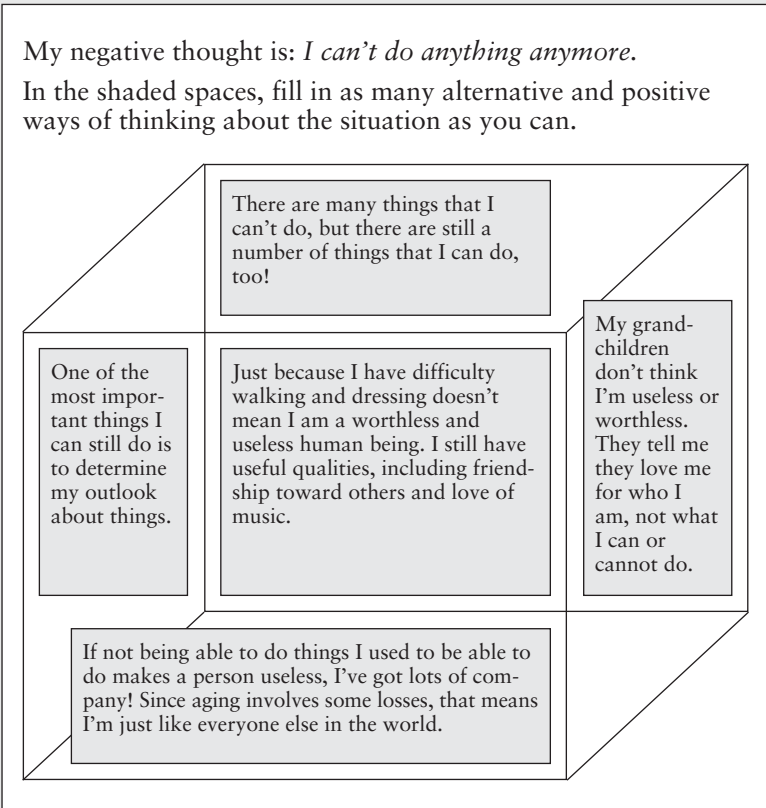 My negative thought is: I can't do anything anymore.
In the shaded spaces, fill in as many alternative and positive
ways of thinking about the situation as you can.
There are many things that I
can't do, but there are still a
number of things that I can do,
too!
One of the
most impor-
tant things I
can still do is
to determine
my outlook
about things.
Just because I have difficulty
walking and dressing doesn't
mean I am a worthless and
useless human being. I still have
useful qualities, including friend-
ship toward others and love of
music.
My grand-
children
don't think
I'm useless or
worthless.
They tell me
they love me
for who I
am, not what
I can or
cannot do.
If not being able to do things I used to be able to
do makes a person useless, I've got lots of com-
pany! Since aging involves some losses, that means
I'm just like everyone else in the world.